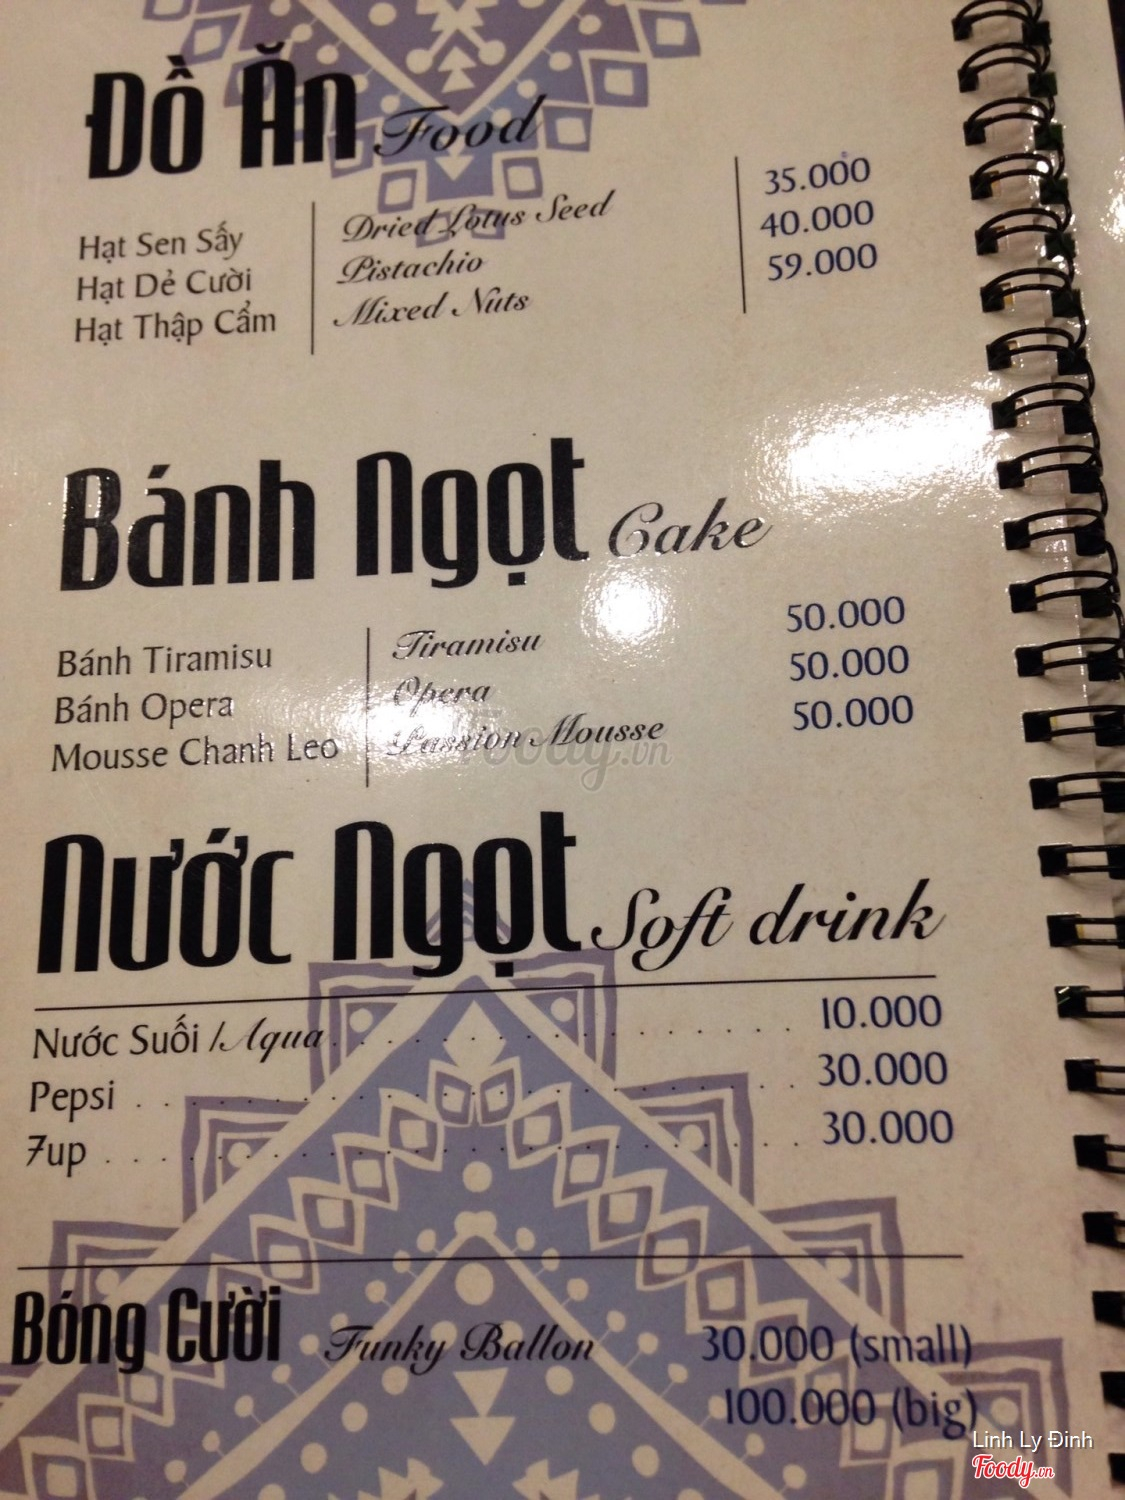 Đồ Ăn Food
Hạt Sen Sấy Dried Lotus Seed 35.000
Hạt Dẻ Cười Pistachio 40.000
Hạt Thập Cẩm Mixed Nuts 59.000
Bánh Ngọt Cake
Bánh Tiramisu Tiramisu 50.000
Bánh Opera Opera 50.000
Mousse Chanh Leo Passion Mousse 50.000
Foody.vn
Nước Ngọt Soft drink
Nước Suối /Aqua 10.000
Pepsi 30.000
7up 30.000
Bóng Cười Funky Ballon 30.000 (small)
100.000 (big)
Linh Ly Đinh
Foody.vn